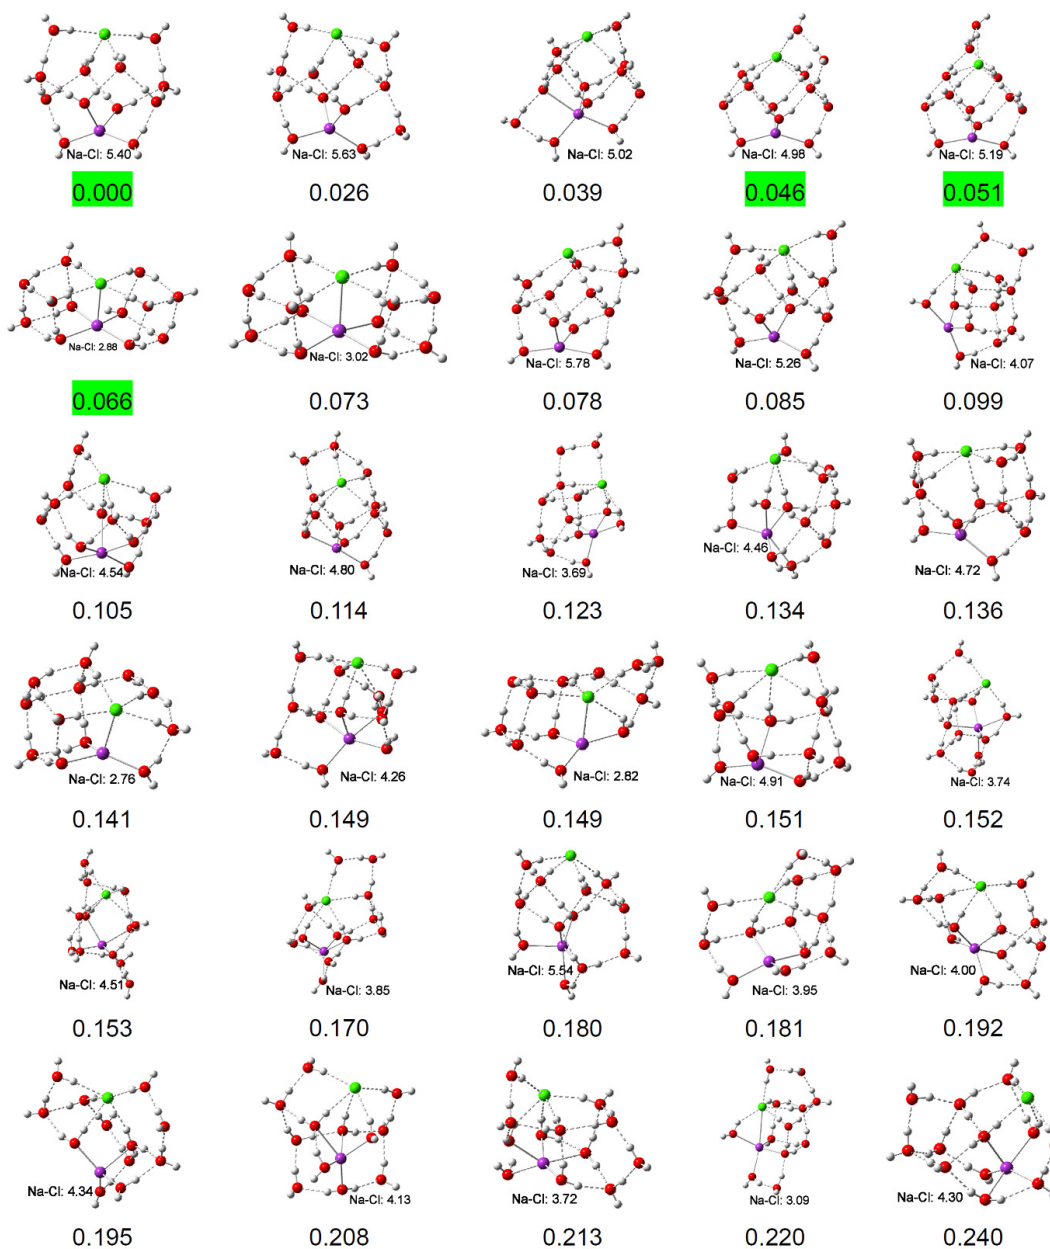 Na-Cl: 5.40 Na-Cl: 5.63 Na-Cl: 5.02 Na-Cl: 4.98 Na-Cl: 5.19
0.000 0.026 0.039 0.046 0.051
Na-Cl: 2.88 Na-Cl: 3.02 Na-Cl: 5.78 Na-Cl: 5.26 Na-Cl: 4.07
0.066 0.073 0.078 0.085 0.099
Na-Cl: 4.54 Na-Cl: 4.80 Na-Cl: 3.69 Na-Cl: 4.46 Na-Cl: 4.72
0.105 0.114 0.123 0.134 0.136
Na-Cl: 2.76 Na-Cl: 4.26 Na-Cl: 2.82 Na-Cl: 4.91 Na-Cl: 3.74
0.141 0.149 0.149 0.151 0.152
Na-Cl: 4.51 Na-Cl: 3.85 Na-Cl: 5.54 Na-Cl: 3.95 Na-Cl: 4.00
0.153 0.170 0.180 0.181 0.192
Na-Cl: 4.34 Na-Cl: 4.13 Na-Cl: 3.72 Na-Cl: 3.09 Na-Cl: 4.30
0.195 0.208 0.213 0.220 0.240